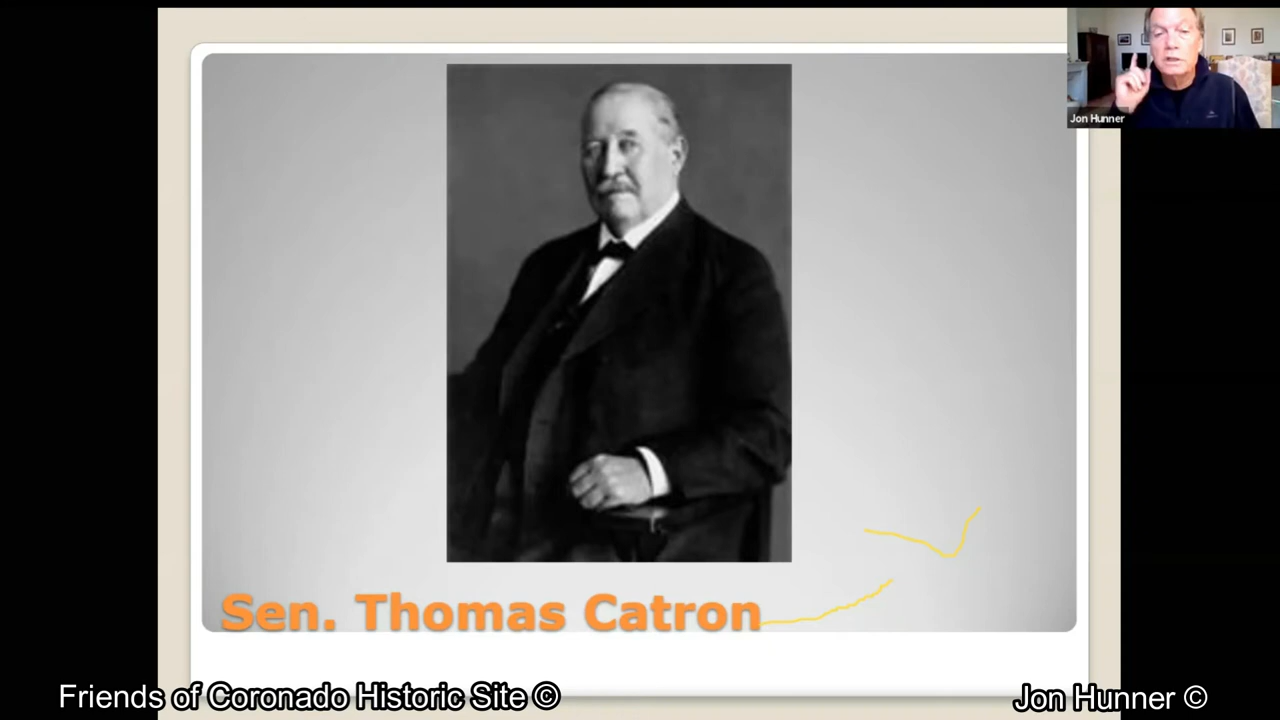 Jon Hunner
Sen. Thomas Catron
Friends of Coronado Historic Site ©
Jon Hunner ©